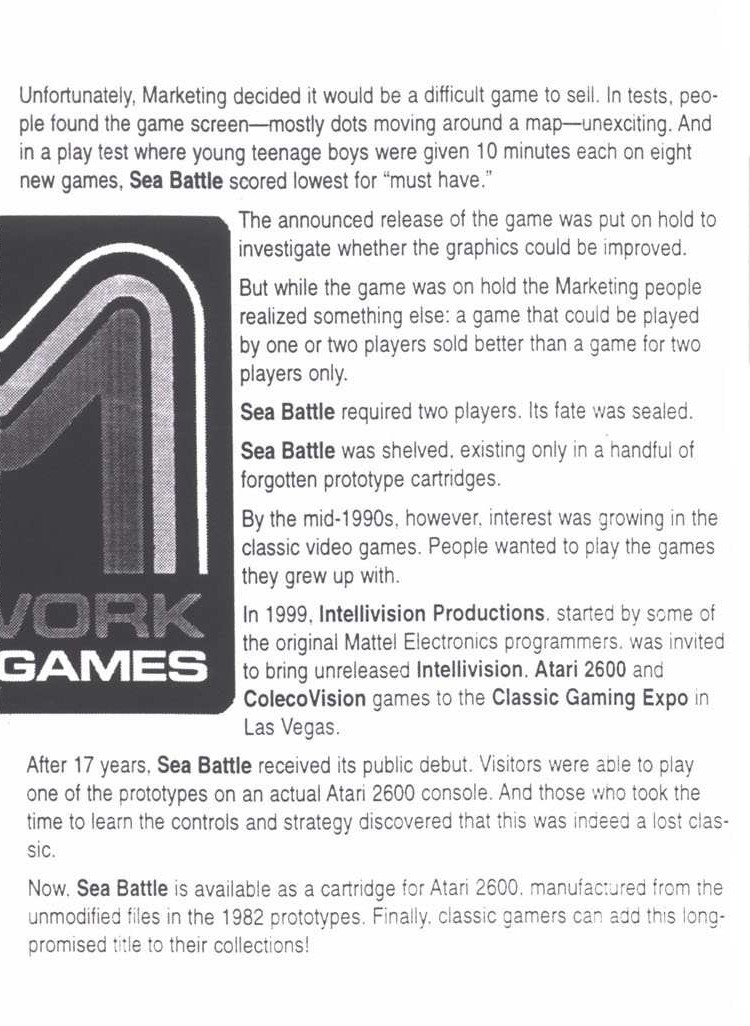 Unfortunately, Marketing decided it would be a difficult game to sell. In tests, peo-
ple found the game screen—mostly dots moving around a map—unexciting. And
in a play test where young teenage boys were given 10 minutes each on eight
new games, Sea Battle scored lowest for “must have.”
The announced release of the game was put on hold to
investigate whether the graphics could be improved.
But while the game was on hold the Marketing people
realized something else: a game that could be played
by one or two players sold better than a game for two
players only.
Sea Battle required two players. Its fate was sealed.
Sea Battle was shelved, existing only in a handful of
forgotten prototype cartridges.
By the mid-1990s, however, interest was growing in the
classic video games. People wanted to play the games
they grew up with.
In 1999, Intellivision Productions, started by some of
the original Mattel Electronics programmers, was invited
to bring unreleased Intellivision, Atari 2600 and
ColecoVision games to the Classic Gaming Expo in
Las Vegas.
WORK
GAMES
After 17 years, Sea Battle received its public debut. Visitors were able to play
one of the prototypes on an actual Atari 2600 console. And those who took the
time to learn the controls and strategy discovered that this was indeed a lost clas-
sic.
Now, Sea Battle is available as a cartridge for Atari 2600, manufactured from the
unmodified files in the 1982 prototypes. Finally, classic gamers can add this long-
promised title to their collections!